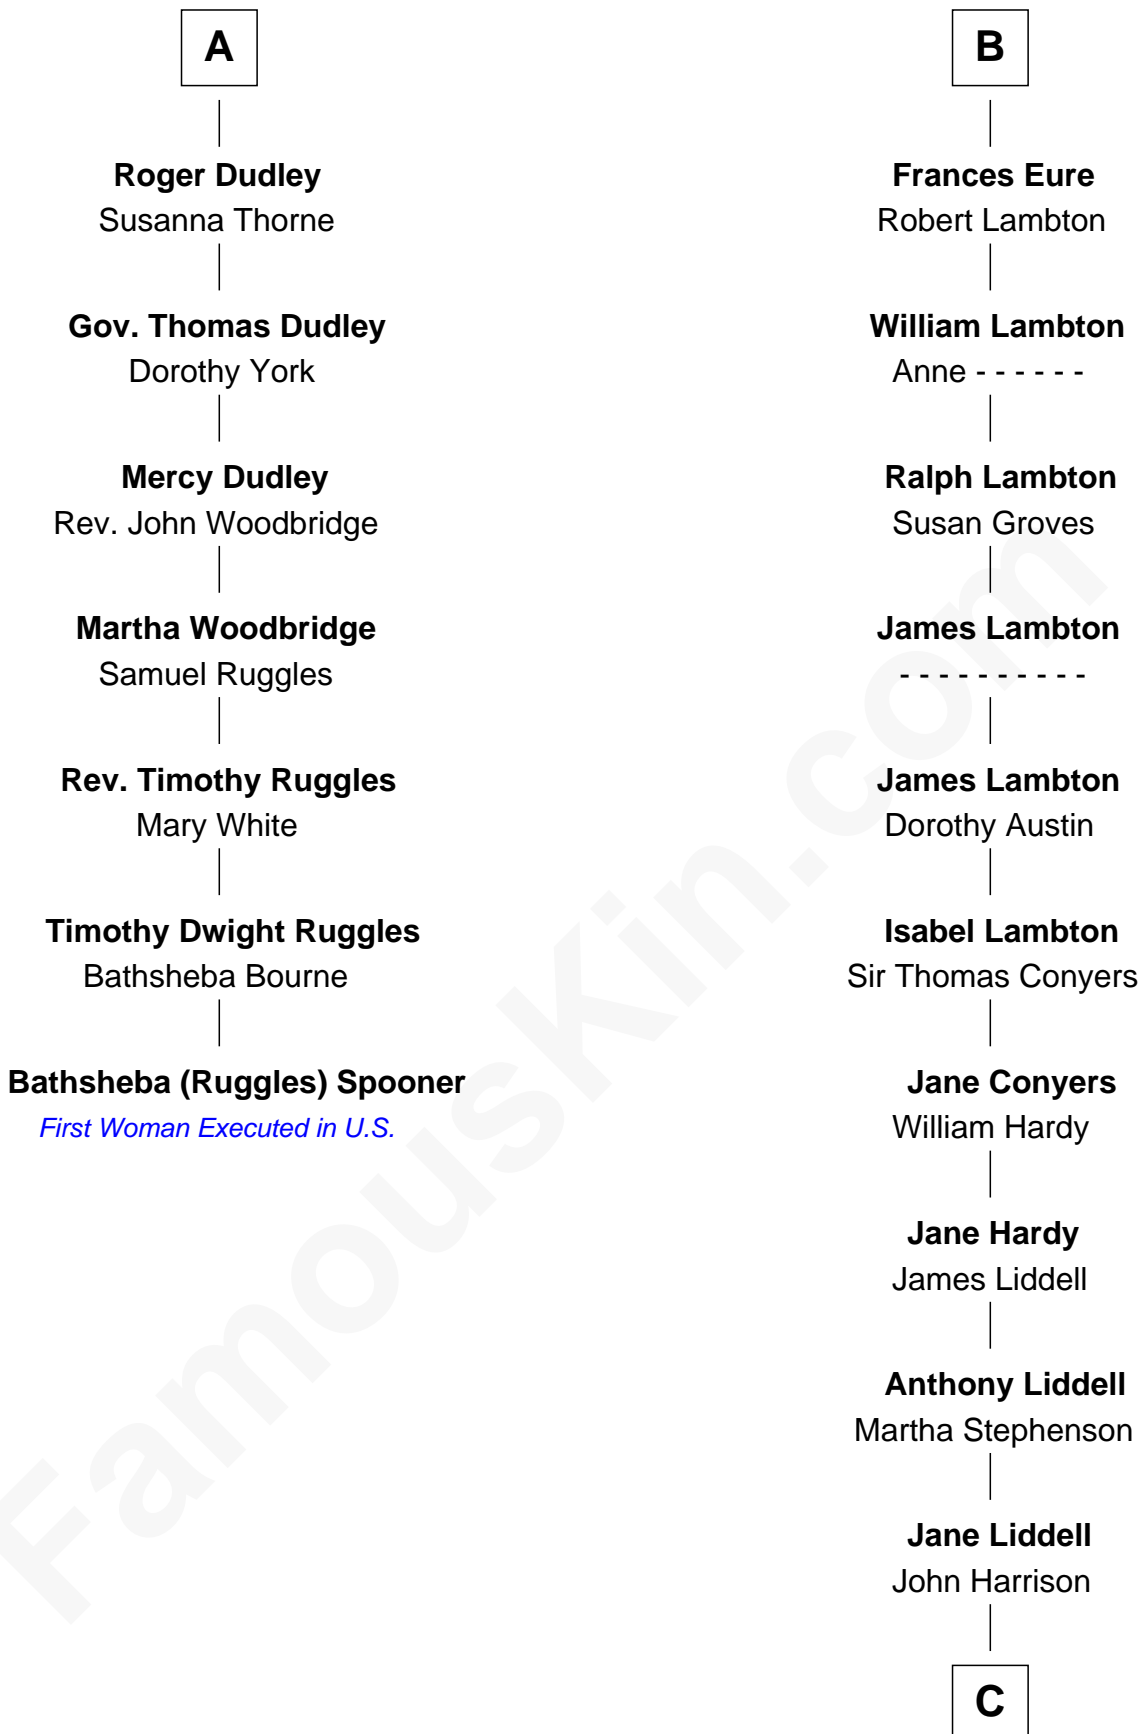 A
Roger Dudley
Susanna Thorne
Gov. Thomas Dudley
Dorothy York
Mercy Dudley
Rev. John Woodbridge
Martha Woodbridge
Samuel Ruggles
Rev. Timothy Ruggles
Mary White
Timothy Dwight Ruggles
Bathsheba Bourne
Bathsheba (Ruggles) Spooner
First Woman Executed in U.S.
B
Frances Eure
Robert Lambton
William Lambton
Anne - - - - - -
Ralph Lambton
Susan Groves
James Lambton
- - - - - - - - - -
James Lambton
Dorothy Austin
Isabel Lambton
Sir Thomas Conyers
Jane Conyers
William Hardy
Jane Hardy
James Liddell
Anthony Liddell
Martha Stephenson
Jane Liddell
John Harrison
C
FamousKin.com